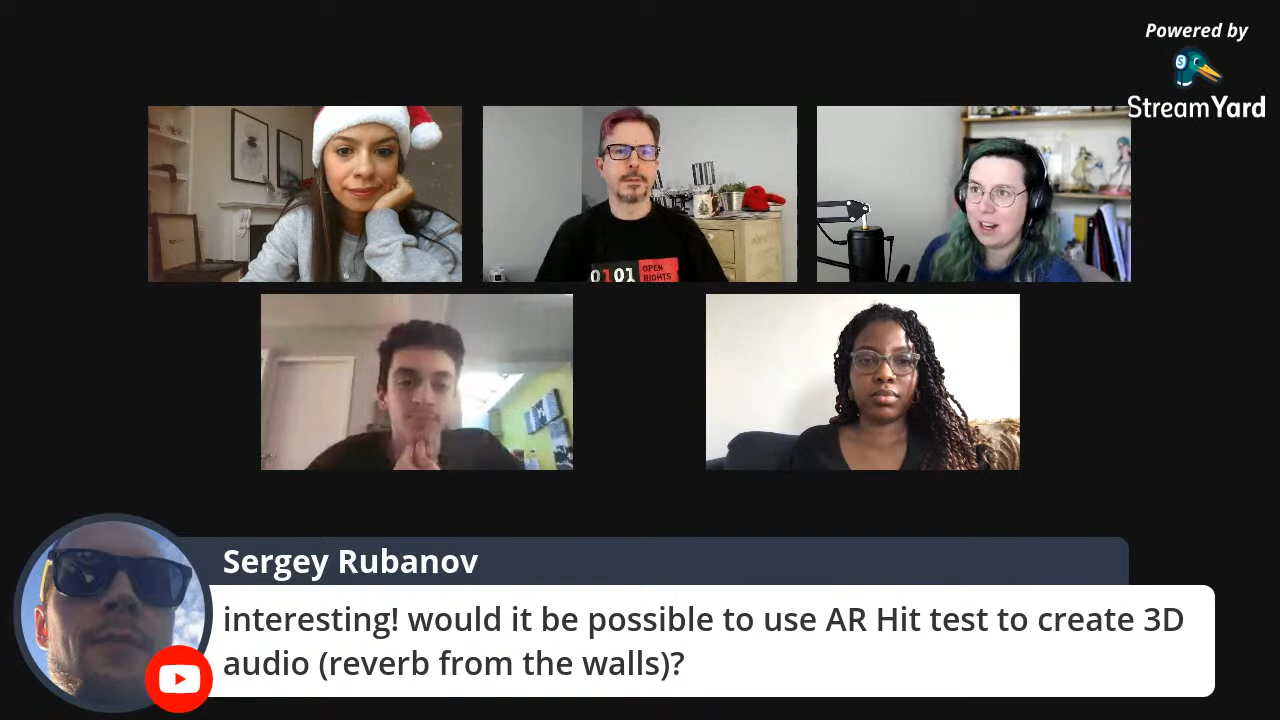 Powered by
StreamYard
0101 OPEN
RIGHTS
Sergey Rubanov
interesting! would it be possible to use AR Hit test to create 3D
audio (reverb from the walls)?